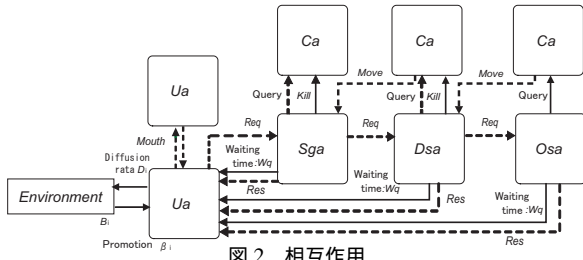 Ca
Ca
Ca
Move
Move
Query
Kill
Query
Kill
Query
Ua
Mouth
Req
Req
Req
Sga
Dsa
Osa
Diffusion
rata Di
Waiting
time:Wq
Waiting
time:Wq
Waiting
time:Wq
Environment
Ua
Res
Res
Res
Bi
Promotion βi
図2 相互作用